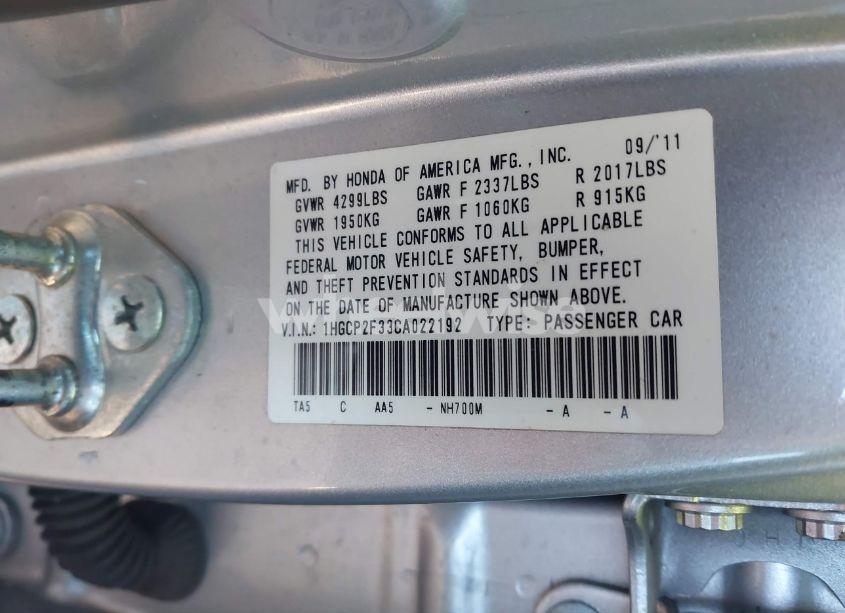 MFD. BY HONDA OF AMERICA MFG., INC. 09/'11
GVWR 4299LBS GAWR F 2337LBS R 2017LBS
GVWR 1950KG GAWR F 1060KG R 915KG
THIS VEHICLE CONFORMS TO ALL APPLICABLE
FEDERAL MOTOR VEHICLE SAFETY, BUMPER,
AND THEFT PREVENTION STANDARDS IN EFFECT
ON THE DATE OF MANUFACTURE SHOWN ABOVE.
V.I.N.: 1HGCP2F33CA022192 TYPE: PASSENGER CAR
TA5 C AA5 - NH700M - A - A